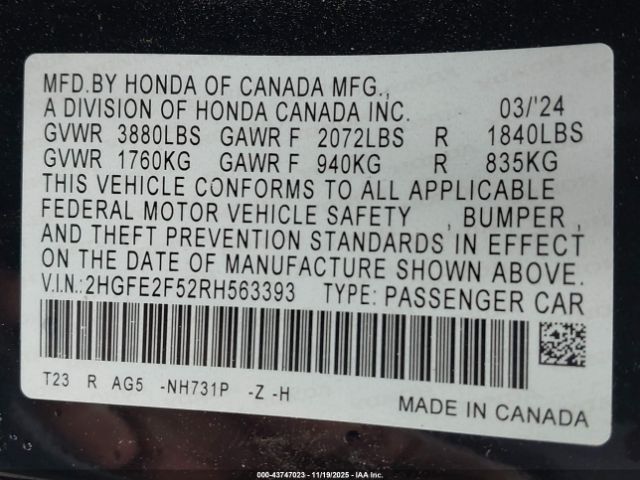 MFD.BY HONDA OF CANADA MFG.,
A DIVISION OF HONDA CANADA INC. 03/'24
GVWR 3880LBS GAWR F 2072LBS R 1840LBS
GVWR 1760KG GAWR F 940KG R 835KG
THIS VEHICLE CONFORMS TO ALL APPLICABLE
FEDERAL MOTOR VEHICLE SAFETY , BUMPER ,
AND THEFT PREVENTION STANDARDS IN EFFECT
ON THE DATE OF MANUFACTURE SHOWN ABOVE.
V.I.N.:2HGFE2F52RH563393 TYPE: PASSENGER CAR
T23 R AG5 -NH731P -Z -H
MADE IN CANADA
000-43747023 — 11/19/2025 — IAA Inc.